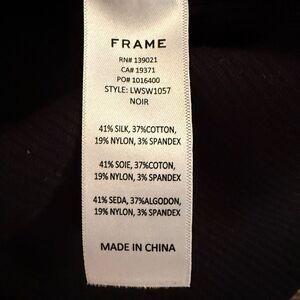 FRAME
RN# 139021
CA# 19371
PO# 1016400
STYLE: LWSW1057
NOIR
41% SILK, 37%COTTON,
19% NYLON, 3% SPANDEX
41% SOIE, 37%COTON,
19% NYLON, 3% SPANDEX
41% SEDA, 37%ALGODON,
19% NYLON, 3% SPANDEX
MADE IN CHINA